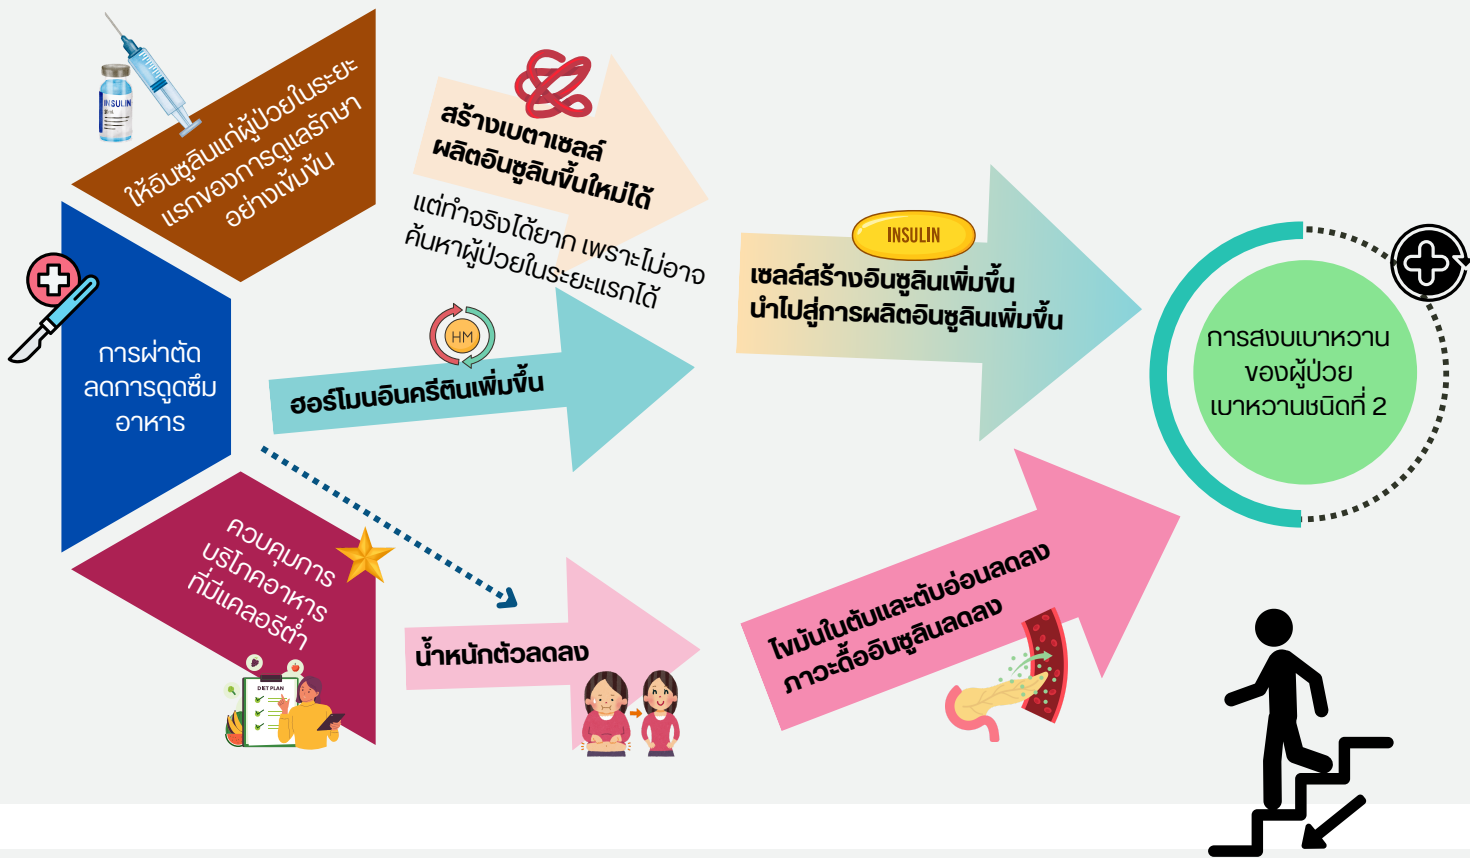 INSULIN
ให้อินซูลินแก่ผู้ป่วยในระยะ
แรกของการดูแลรักษา
อย่างเข้มข้น
สร้างเบตาเซลล์
ผลิตอินซูลินขึ้นใหม่ได้
แต่ทำจริงได้ยาก เพราะไม่อาจ
ค้นหาผู้ป่วยในระยะแรกได้
การผ่าตัด
ลดการดูดซึม
อาหาร
HM
ฮอร์โมนอินครีตินเพิ่มขึ้น
INSULIN
เซลล์สร้างอินซูลินเพิ่มขึ้น
นำไปสู่การผลิตอินซูลินเพิ่มขึ้น
การสงบเบาหวาน
ของผู้ป่วย
เบาหวานชนิดที่ 2
ควบคุมการ
บริโภคอาหาร
ที่มีแคลอรีต่ำ
DIET PLAN
น้ำหนักตัวลดลง
ไขมันในตับและตับอ่อนลดลง
ภาวะดื้ออินซูลินลดลง